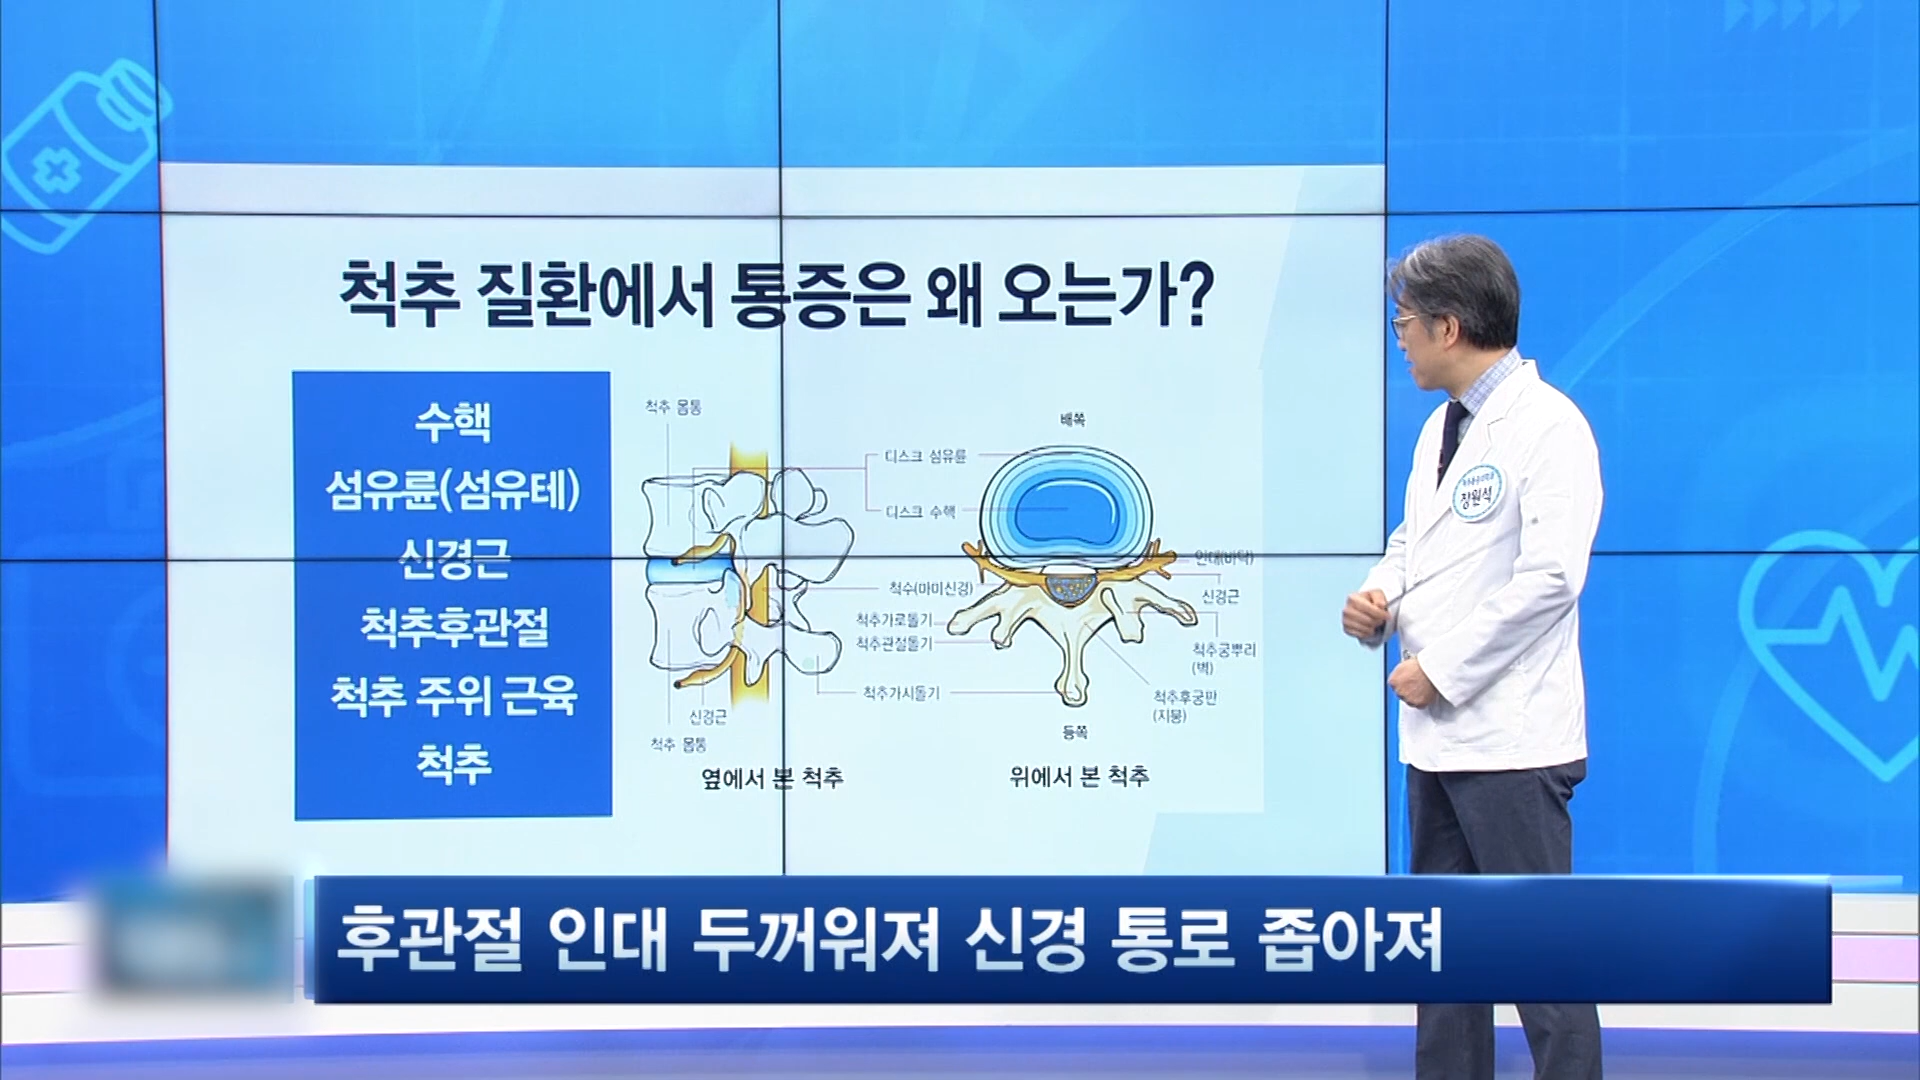 척추 질환에서 통증은 왜 오는가?
수핵
섬유륜(섬유테)
신경근
척추후관절
척추 주위 근육
척추
척추 몸통
신경근
척추 몸통
옆에서 본 척추
디스크 섬유륜
디스크 수핵
척수(마미신경)
척추가로돌기
척추관절돌기
척추가시돌기
배쪽
인대(바닥)
신경근
척추궁뿌리
(벽)
척추후궁판
(지붕)
등쪽
위에서 본 척추
장원석
후관절 인대 두꺼워져 신경 통로 좁아져